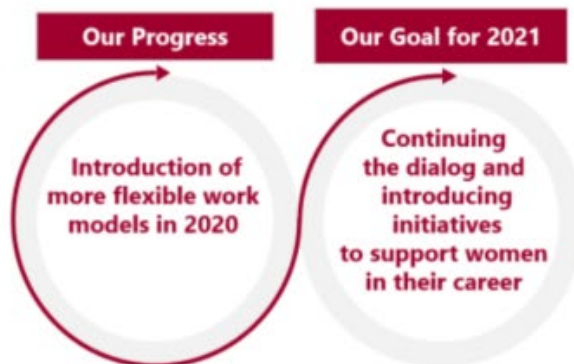 Our Progress
Our Goal for 2021
Introduction of
more flexible work
models in 2020
Continuing
the dialog and
introducing
initiatives
to support women
in their career